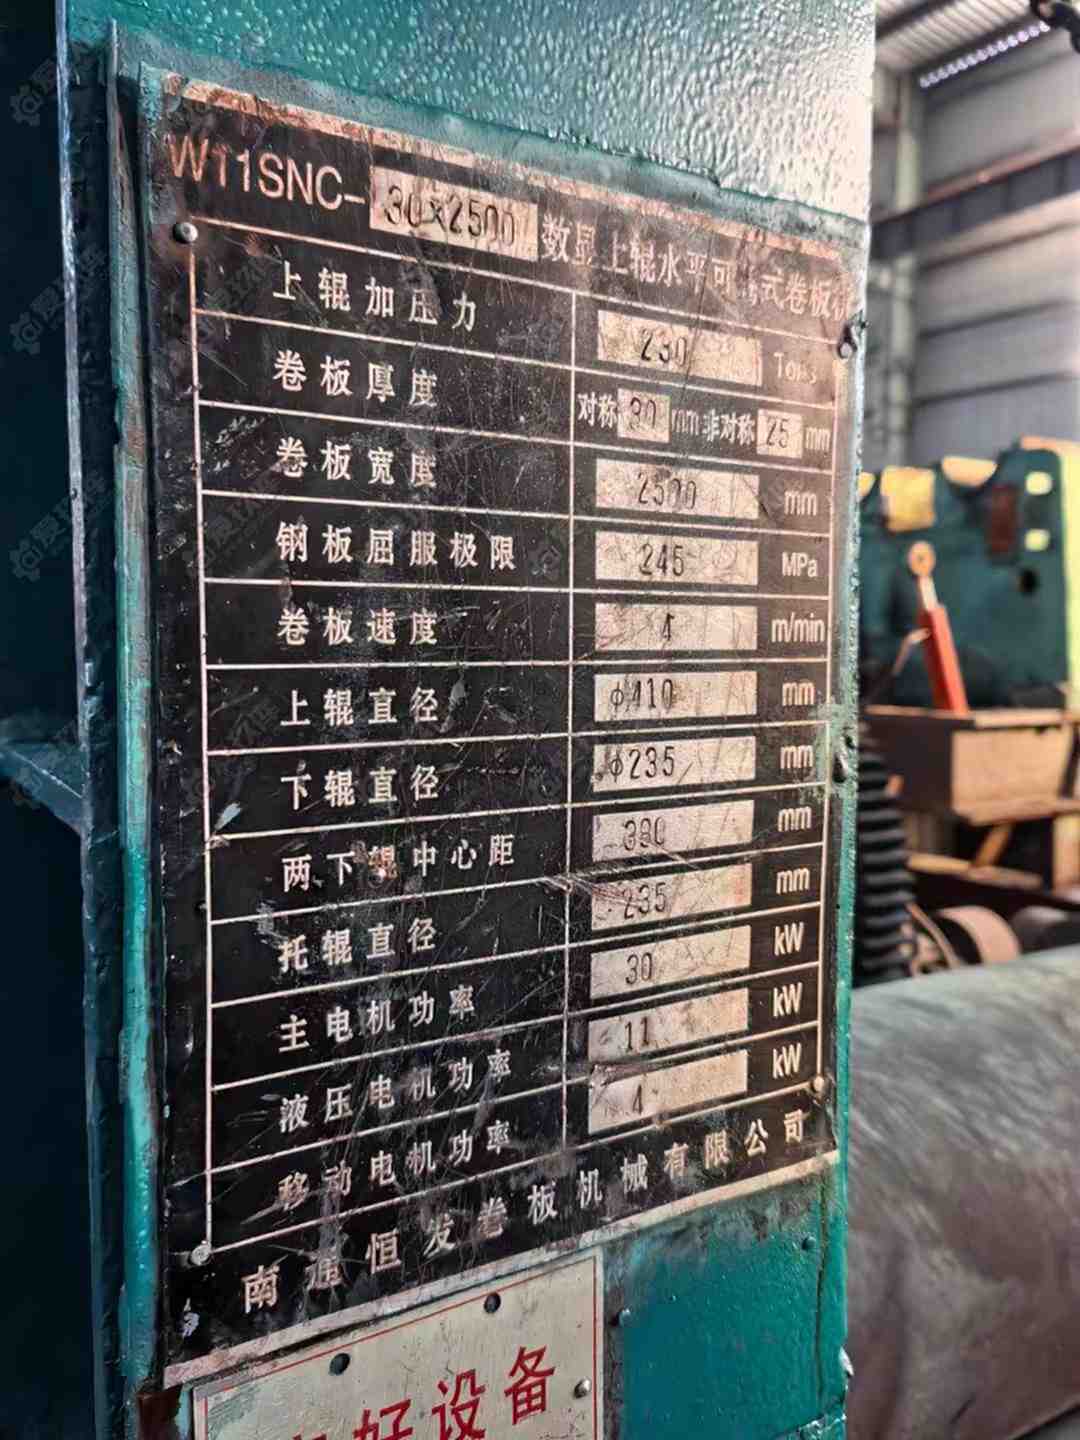 W11SNC-30×2500 数显上辊水平可 式卷板机
上辊加压力 230 Tons
卷板厚度 对称 30 mm 非对称 25 mm
卷板宽度 2500 mm
钢板屈服极限 245 MPa
卷板速度 4 m/min
上辊直径 φ410 mm
下辊直径 φ235 mm
两下辊中心距 mm
托辊直径 235 mm
主电机功率 30 kW
液压电机功率 11 kW
移动电机功率 4 kW
南通恒发卷板机械有限公司
好设备